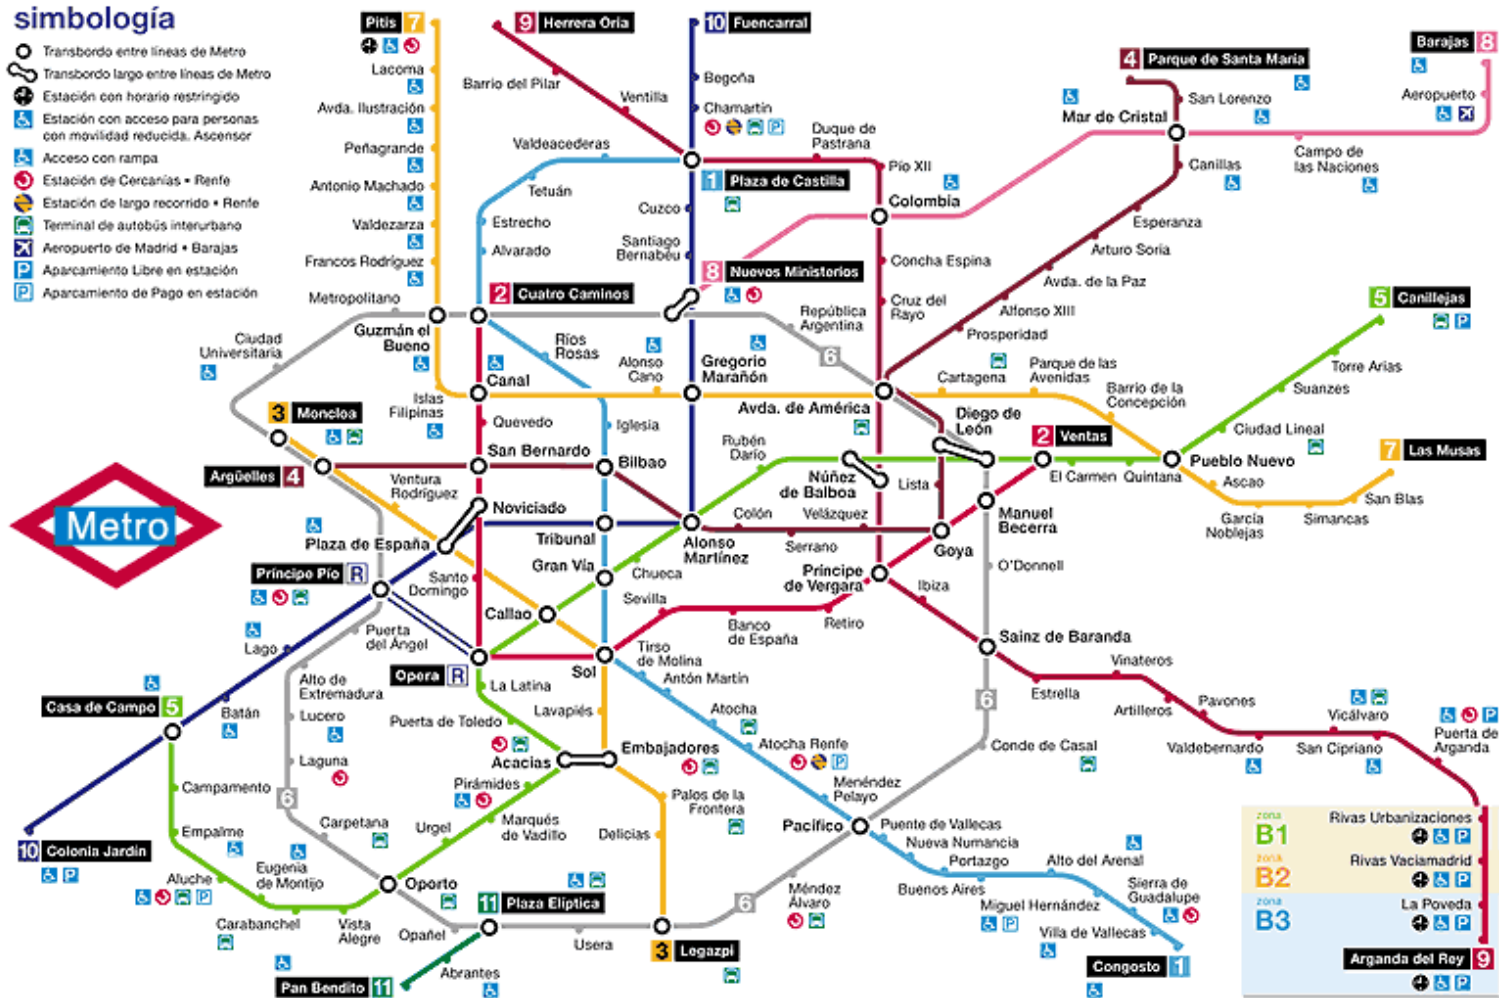 simbología
Transbordo entre líneas de Metro
Transbordo largo entre líneas de Metro
Estación con horario restringido
Estación con acceso para personas
con movilidad reducida. Ascensor
Acceso con rampa
Estación de Cercanías • Renfe
Estación de largo recorrido • Renfe
Terminal de autobús interurbano
Aeropuerto de Madrid • Barajas
P Aparcamiento Libre en estación
P Aparcamiento de Pago en estación
Pitis 7
Lacoma
Avda. Ilustración
Peñagrande
Antonio Machado
Valdezarza
Francos Rodríguez
Metropolitano
Ciudad
Universitaria
Guzmán el
Bueno
Islas
Filipinas
9 Herrera Oria
Barrio del Pilar
Ventilla
10 Fuencarral
Begoña
Chamartín
P
Valdeacederas
Tetuán
Estrecho
Alvarado
1 Plaza de Castilla
Duque de
Pastrana
Pío XII
Colombia
Cuzco
Santiago
Bernabéu
8 Nuevos Ministerios
2 Cuatro Caminos
Ríos
Rosas
Canal
Quevedo
Alonso
Cano
Gregorio
Marañón
Iglesia
República
Argentina
6
Concha Espina
Cruz del
Rayo
Avda. de América
4 Parque de Santa María
San Lorenzo
Mar de Cristal
Canillas
Esperanza
Arturo Soria
Avda. de la Paz
Alfonso XIII
Prosperidad
Barajas 8
Aeropuerto
Campo de
las Naciones
5 Canillejas
P
Torre Arias
Suanzes
Ciudad Lineal
Cartagena
Parque de las
Avenidas
Barrio de la
Concepción
Pueblo Nuevo
7 Las Musas
San Blas
Simancas
García
Noblejas
Ascao
Quintana
El Carmen
2 Ventas
Diego de
León
Manuel
Becerra
O'Donnell
Lista
Goya
Núñez
de Balboa
Rubén
Darío
Velázquez
Serrano
Colón
Alonso
Martínez
Príncipe
de Vergara
Ibiza
Retiro
Banco
de España
Sevilla
Chueca
Gran Vía
Tribunal
Bilbao
San Bernardo
Noviciado
3 Moncloa
Argüelles 4
Ventura
Rodríguez
Plaza de España
Santo
Domingo
Callao
Príncipo Pío R
Opera R
Sol
Metro
Puerta
del Ángel
Alto de
Extremadura
Lucero
Laguna
6
Carpetana
Lago
Batán
Casa de Campo 5
10 Colonia Jardín
P
Campamento
Empalme
Aluche
P
Eugenia
de Montijo
Carabanchel
Vista
Alegre
Oporto
Opañel
11 Plaza Elíptica
Abrantes
Pan Bendito 11
Usera
3 Legazpi
6
Urgel
Marqués
de Vadillo
Pirámides
Acacias
Puerta de Toledo
La Latina
Lavapiés
Embajadores
Palos de la
Frontera
Delicias
Tirso
de Molina
Antón Martín
Atocha
Atocha Renfe
P
Menéndez
Pelayo
Pacífico
Puente de Vallecas
Nueva Numancia
Portazgo
Buenos Aires
Alto del Arenal
Miguel Hernández
P
Sierra de
Guadalupe
Villa de Vallecas
Congosto 1
Méndez
Álvaro
Conde de Casal
6
Sainz de Baranda
Estrella
Vinateros
Artilleros
Pavones
Valdebernardo
Vicálvaro
San Cipriano
Puerta de
Arganda
P
zona
B1
Rivas Urbanizaciones
P
zona
B2
Rivas Vaciamadrid
P
zona
B3
La Poveda
P
Arganda del Rey 9
P